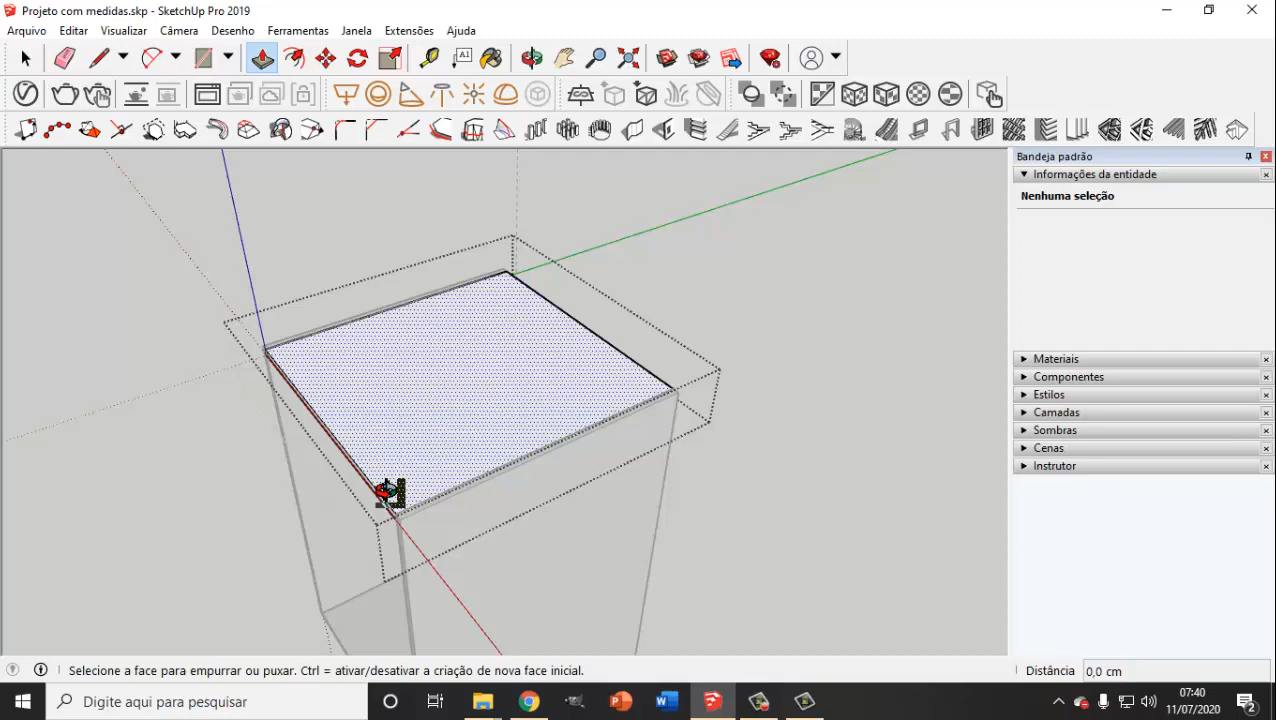 Projeto com medidas.skp - SketchUp Pro 2019
Arquivo Editar Visualizar Câmera Desenho Ferramentas Janela Extensões Ajuda
A1
Bandeja padrão
Informações da entidade
Nenhuma seleção
Materiais
Componentes
Estilos
Camadas
Sombras
Cenas
Instrutor
Selecione a face para empurrar ou puxar. Ctrl = ativar/desativar a criação de nova face inicial.
Distância 0,0 cm
Digite aqui para pesquisar
07:40
11/07/2020
2